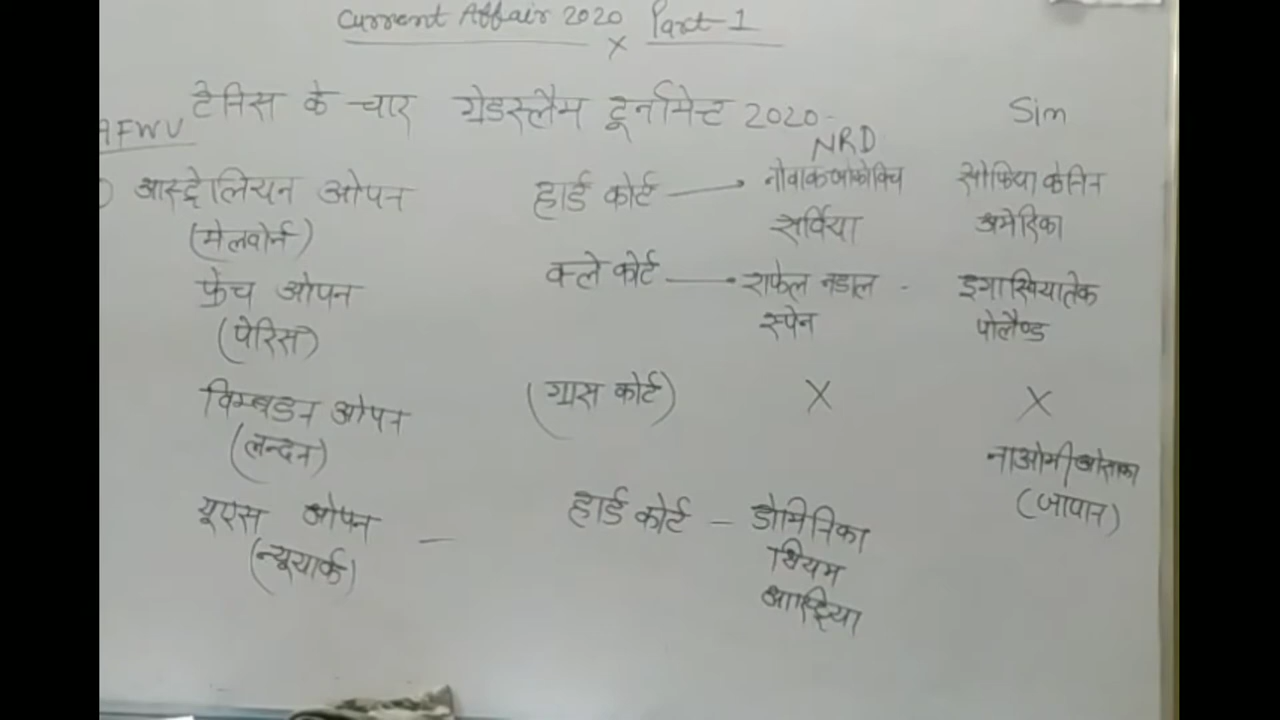 Current Affair 2020 Part-1
x
टेनिस के चार ग्रेडस्लैम टूर्नामेन्ट 2020-
Sim
AFWU
NRD
आस्ट्रेलियन ओपन हार्ड कोर्ट → नोवाक जोकोविच सोफिया केनिन
(मेलवोर्न) सर्विया अमेरिका
फ्रेंच ओपन क्ले कोर्ट → राफेल नडाल - इगा स्वियातेक
(पेरिस) स्पेन पोलैण्ड
विम्बडन ओपन (ग्रास कोर्ट) X X
(लन्दन) नाओमी ओसाका
(जापान)
यूएस ओपन - हार्ड कोर्ट - डोमिनिका
(न्यूयार्क) थियम
आस्ट्रिया